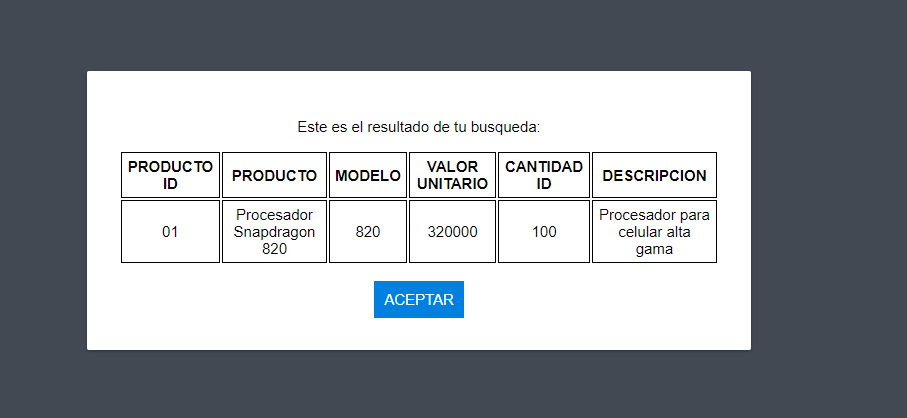 Este es el resultado de tu busqueda:
PRODUCTO ID PRODUCTO MODELO VALOR UNITARIO CANTIDAD ID DESCRIPCION
01 Procesador Snapdragon 820 820 320000 100 Procesador para celular alta gama
ACEPTAR